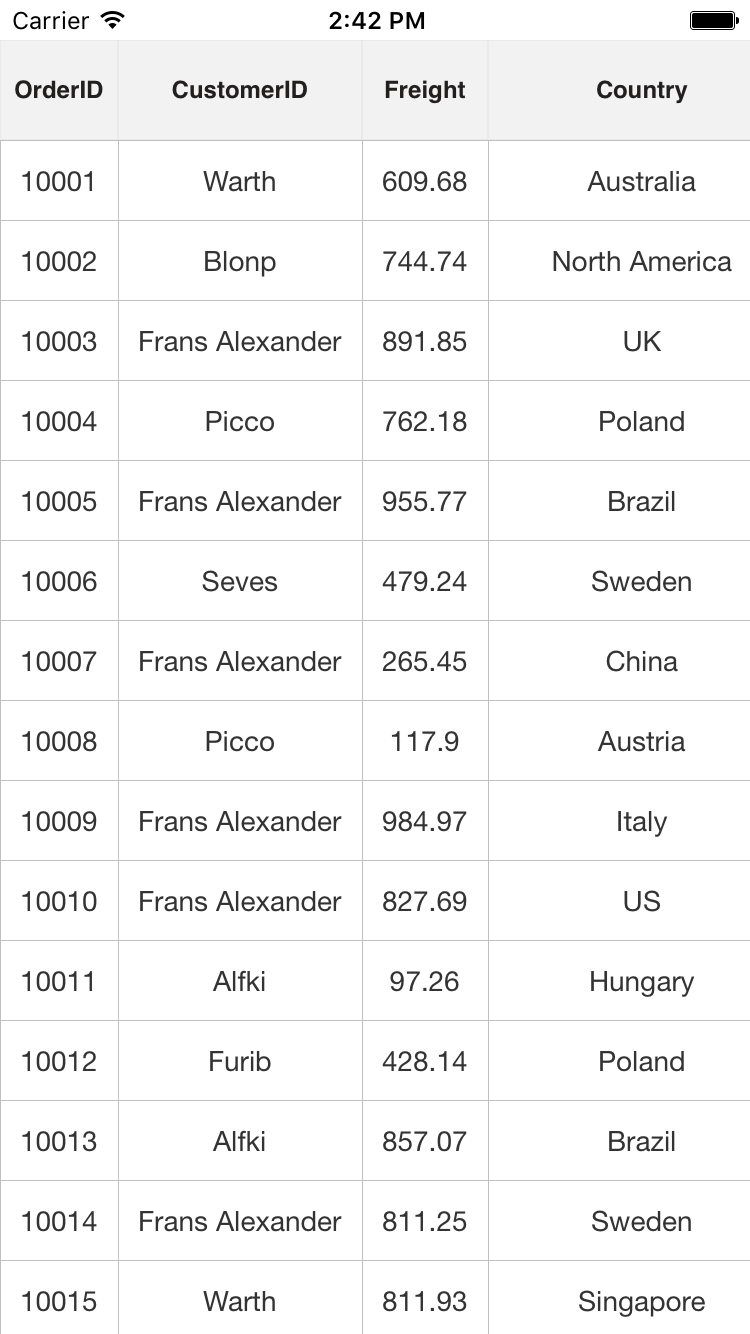 Carrier 2:42 PM
OrderID CustomerID Freight Country
10001 Warth 609.68 Australia
10002 Blonp 744.74 North America
10003 Frans Alexander 891.85 UK
10004 Picco 762.18 Poland
10005 Frans Alexander 955.77 Brazil
10006 Seves 479.24 Sweden
10007 Frans Alexander 265.45 China
10008 Picco 117.9 Austria
10009 Frans Alexander 984.97 Italy
10010 Frans Alexander 827.69 US
10011 Alfki 97.26 Hungary
10012 Furib 428.14 Poland
10013 Alfki 857.07 Brazil
10014 Frans Alexander 811.25 Sweden
10015 Warth 811.93 Singapore